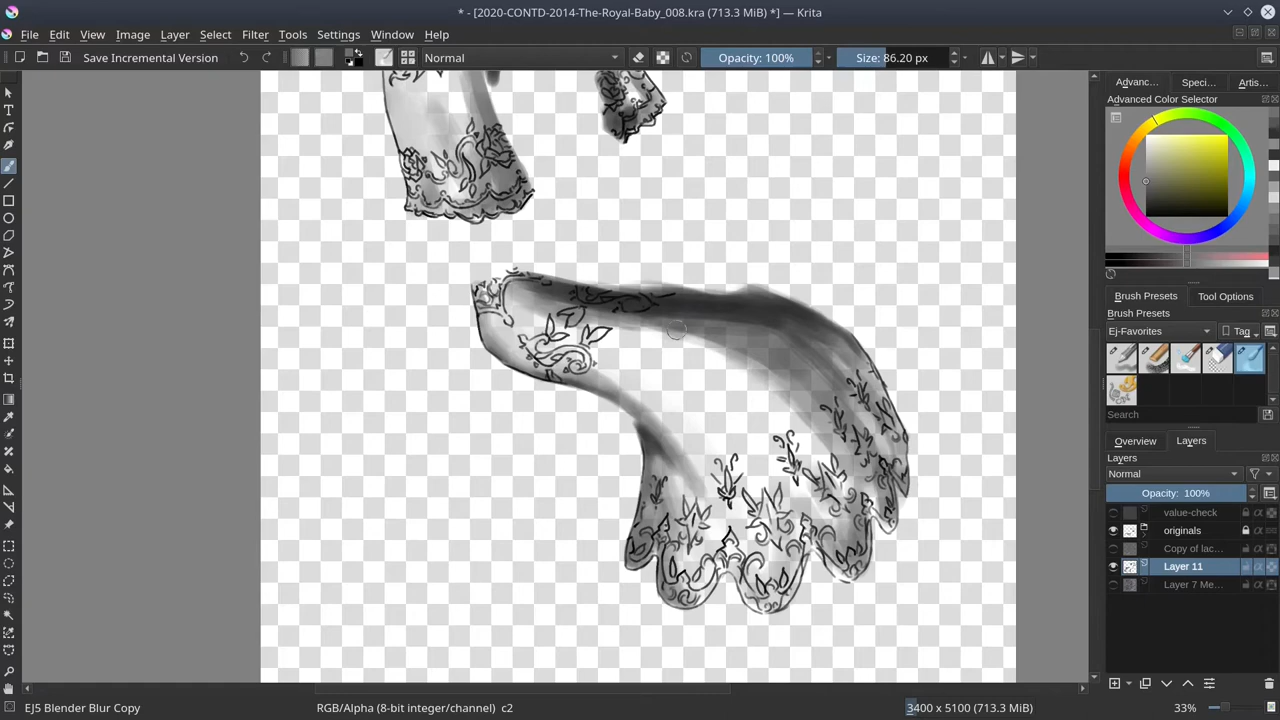 * - [2020-CONTD-2014-The-Royal-Baby_008.kra (713.3 MiB) *] — Krita
File Edit View Image Layer Select Filter Tools Settings Window Help
Save Incremental Version Normal Opacity: 100% Size: 86.20 px
Advanc... Speci... Artis...
Advanced Color Selector
Brush Presets Tool Options
Brush Presets
Ej-Favorites Tag
Search
Overview Layers
Layers
Normal
Opacity: 100%
value-check
originals
Copy of lac...
Layer 11
Layer 7 Me...
EJ5 Blender Blur Copy RGB/Alpha (8-bit integer/channel) c2 3400 x 5100 (713.3 MiB) 33%